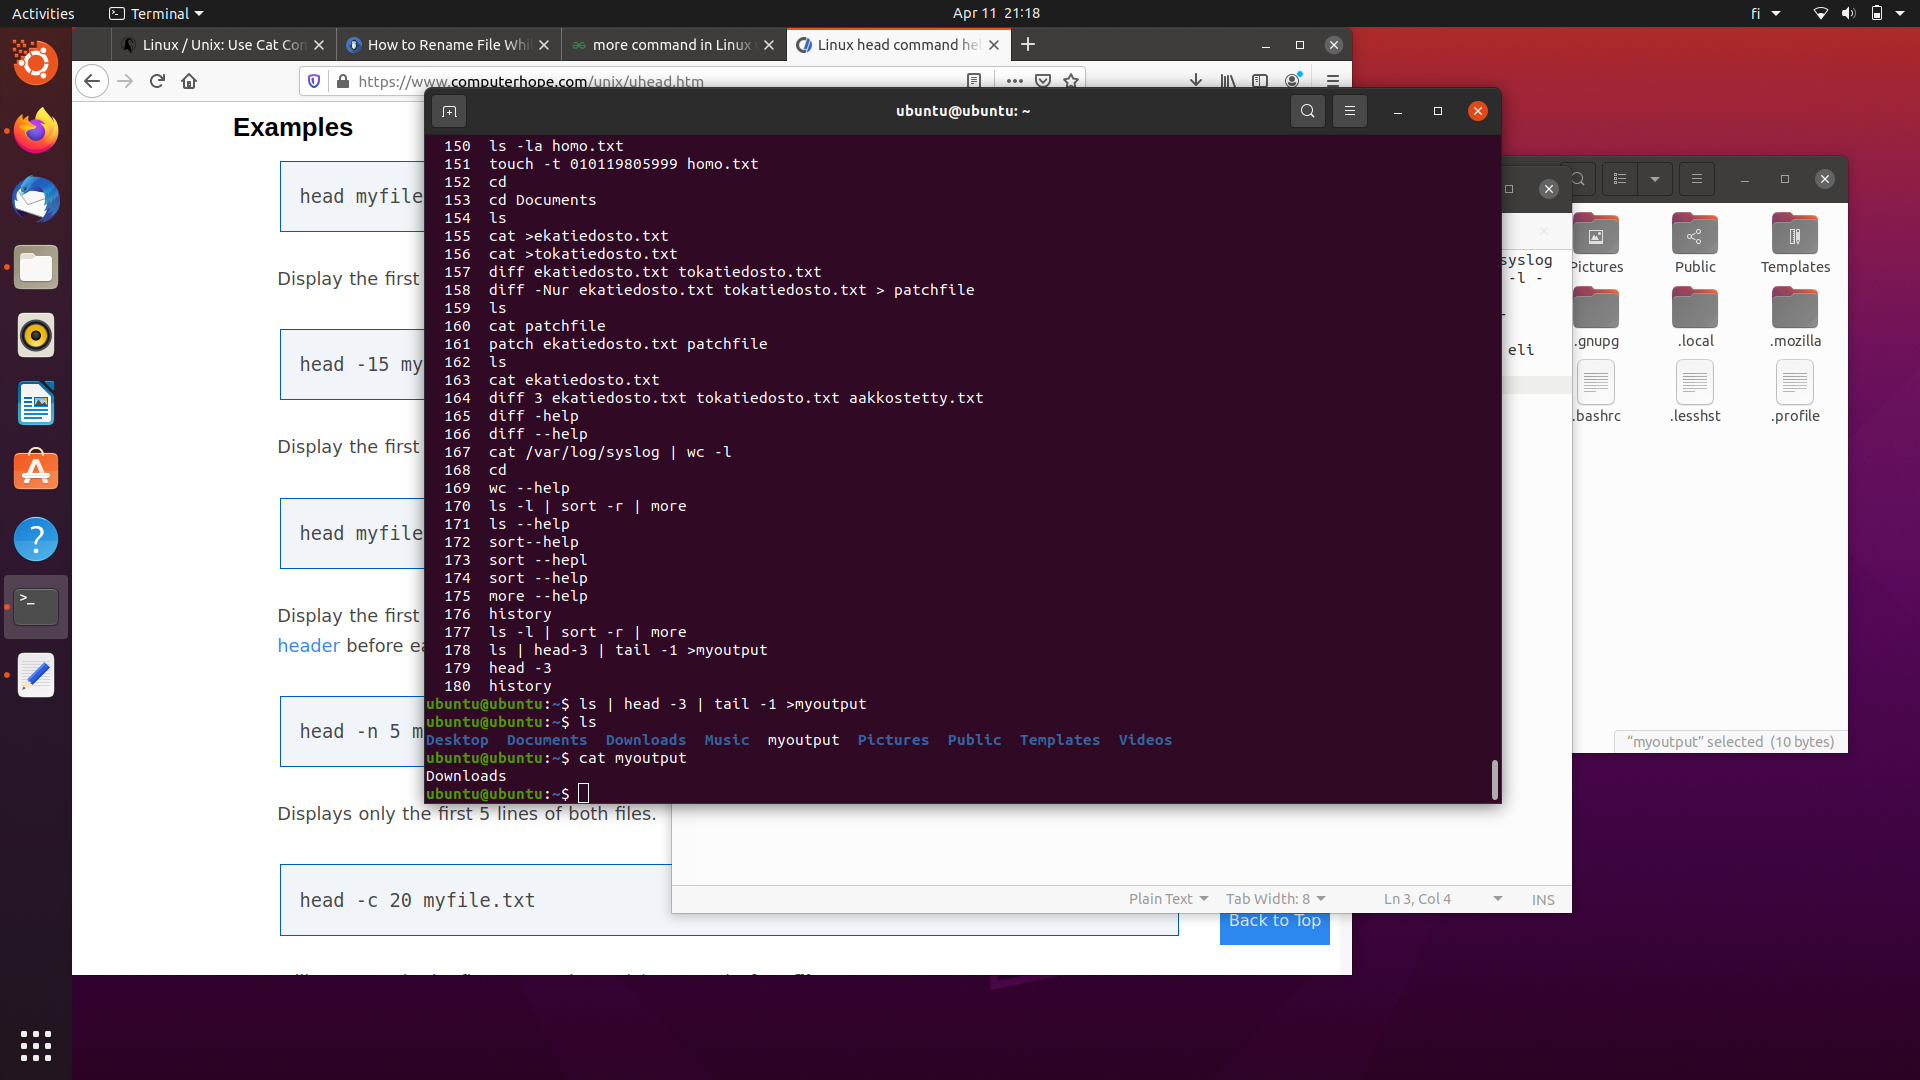 Activities
Terminal
Apr 11 21:18
fi
Linux / Unix: Use Cat Con
How to Rename File Whi
more command in Linux
Linux head command hel
https://www.computerhope.com/unix/uhead.htm
Examples
head myfile
Display the first
head -15 my
Display the first
head myfile
Display the first
header before ea
head -n 5 m
Displays only the first 5 lines of both files.
head -c 20 myfile.txt
Back to Top
ubuntu@ubuntu: ~
150 ls -la homo.txt
151 touch -t 010119805999 homo.txt
152 cd
153 cd Documents
154 ls
155 cat >ekatiedosto.txt
156 cat >tokatiedosto.txt
157 diff ekatiedosto.txt tokatiedosto.txt
158 diff -Nur ekatiedosto.txt tokatiedosto.txt > patchfile
159 ls
160 cat patchfile
161 patch ekatiedosto.txt patchfile
162 ls
163 cat ekatiedosto.txt
164 diff 3 ekatiedosto.txt tokatiedosto.txt aakkostetty.txt
165 diff -help
166 diff --help
167 cat /var/log/syslog | wc -l
168 cd
169 wc --help
170 ls -l | sort -r | more
171 ls --help
172 sort--help
173 sort --hepl
174 sort --help
175 more --help
176 history
177 ls -l | sort -r | more
178 ls | head-3 | tail -1 >myoutput
179 head -3
180 history
ubuntu@ubuntu:~$ ls | head -3 | tail -1 >myoutput
ubuntu@ubuntu:~$ ls
Desktop Documents Downloads Music myoutput Pictures Public Templates Videos
ubuntu@ubuntu:~$ cat myoutput
Downloads
ubuntu@ubuntu:~$
syslog
-l -
-
eli
Plain Text
Tab Width: 8
Ln 3, Col 4
INS
Pictures
Public
Templates
.gnupg
.local
.mozilla
.bashrc
.lesshst
.profile
“myoutput” selected (10 bytes)